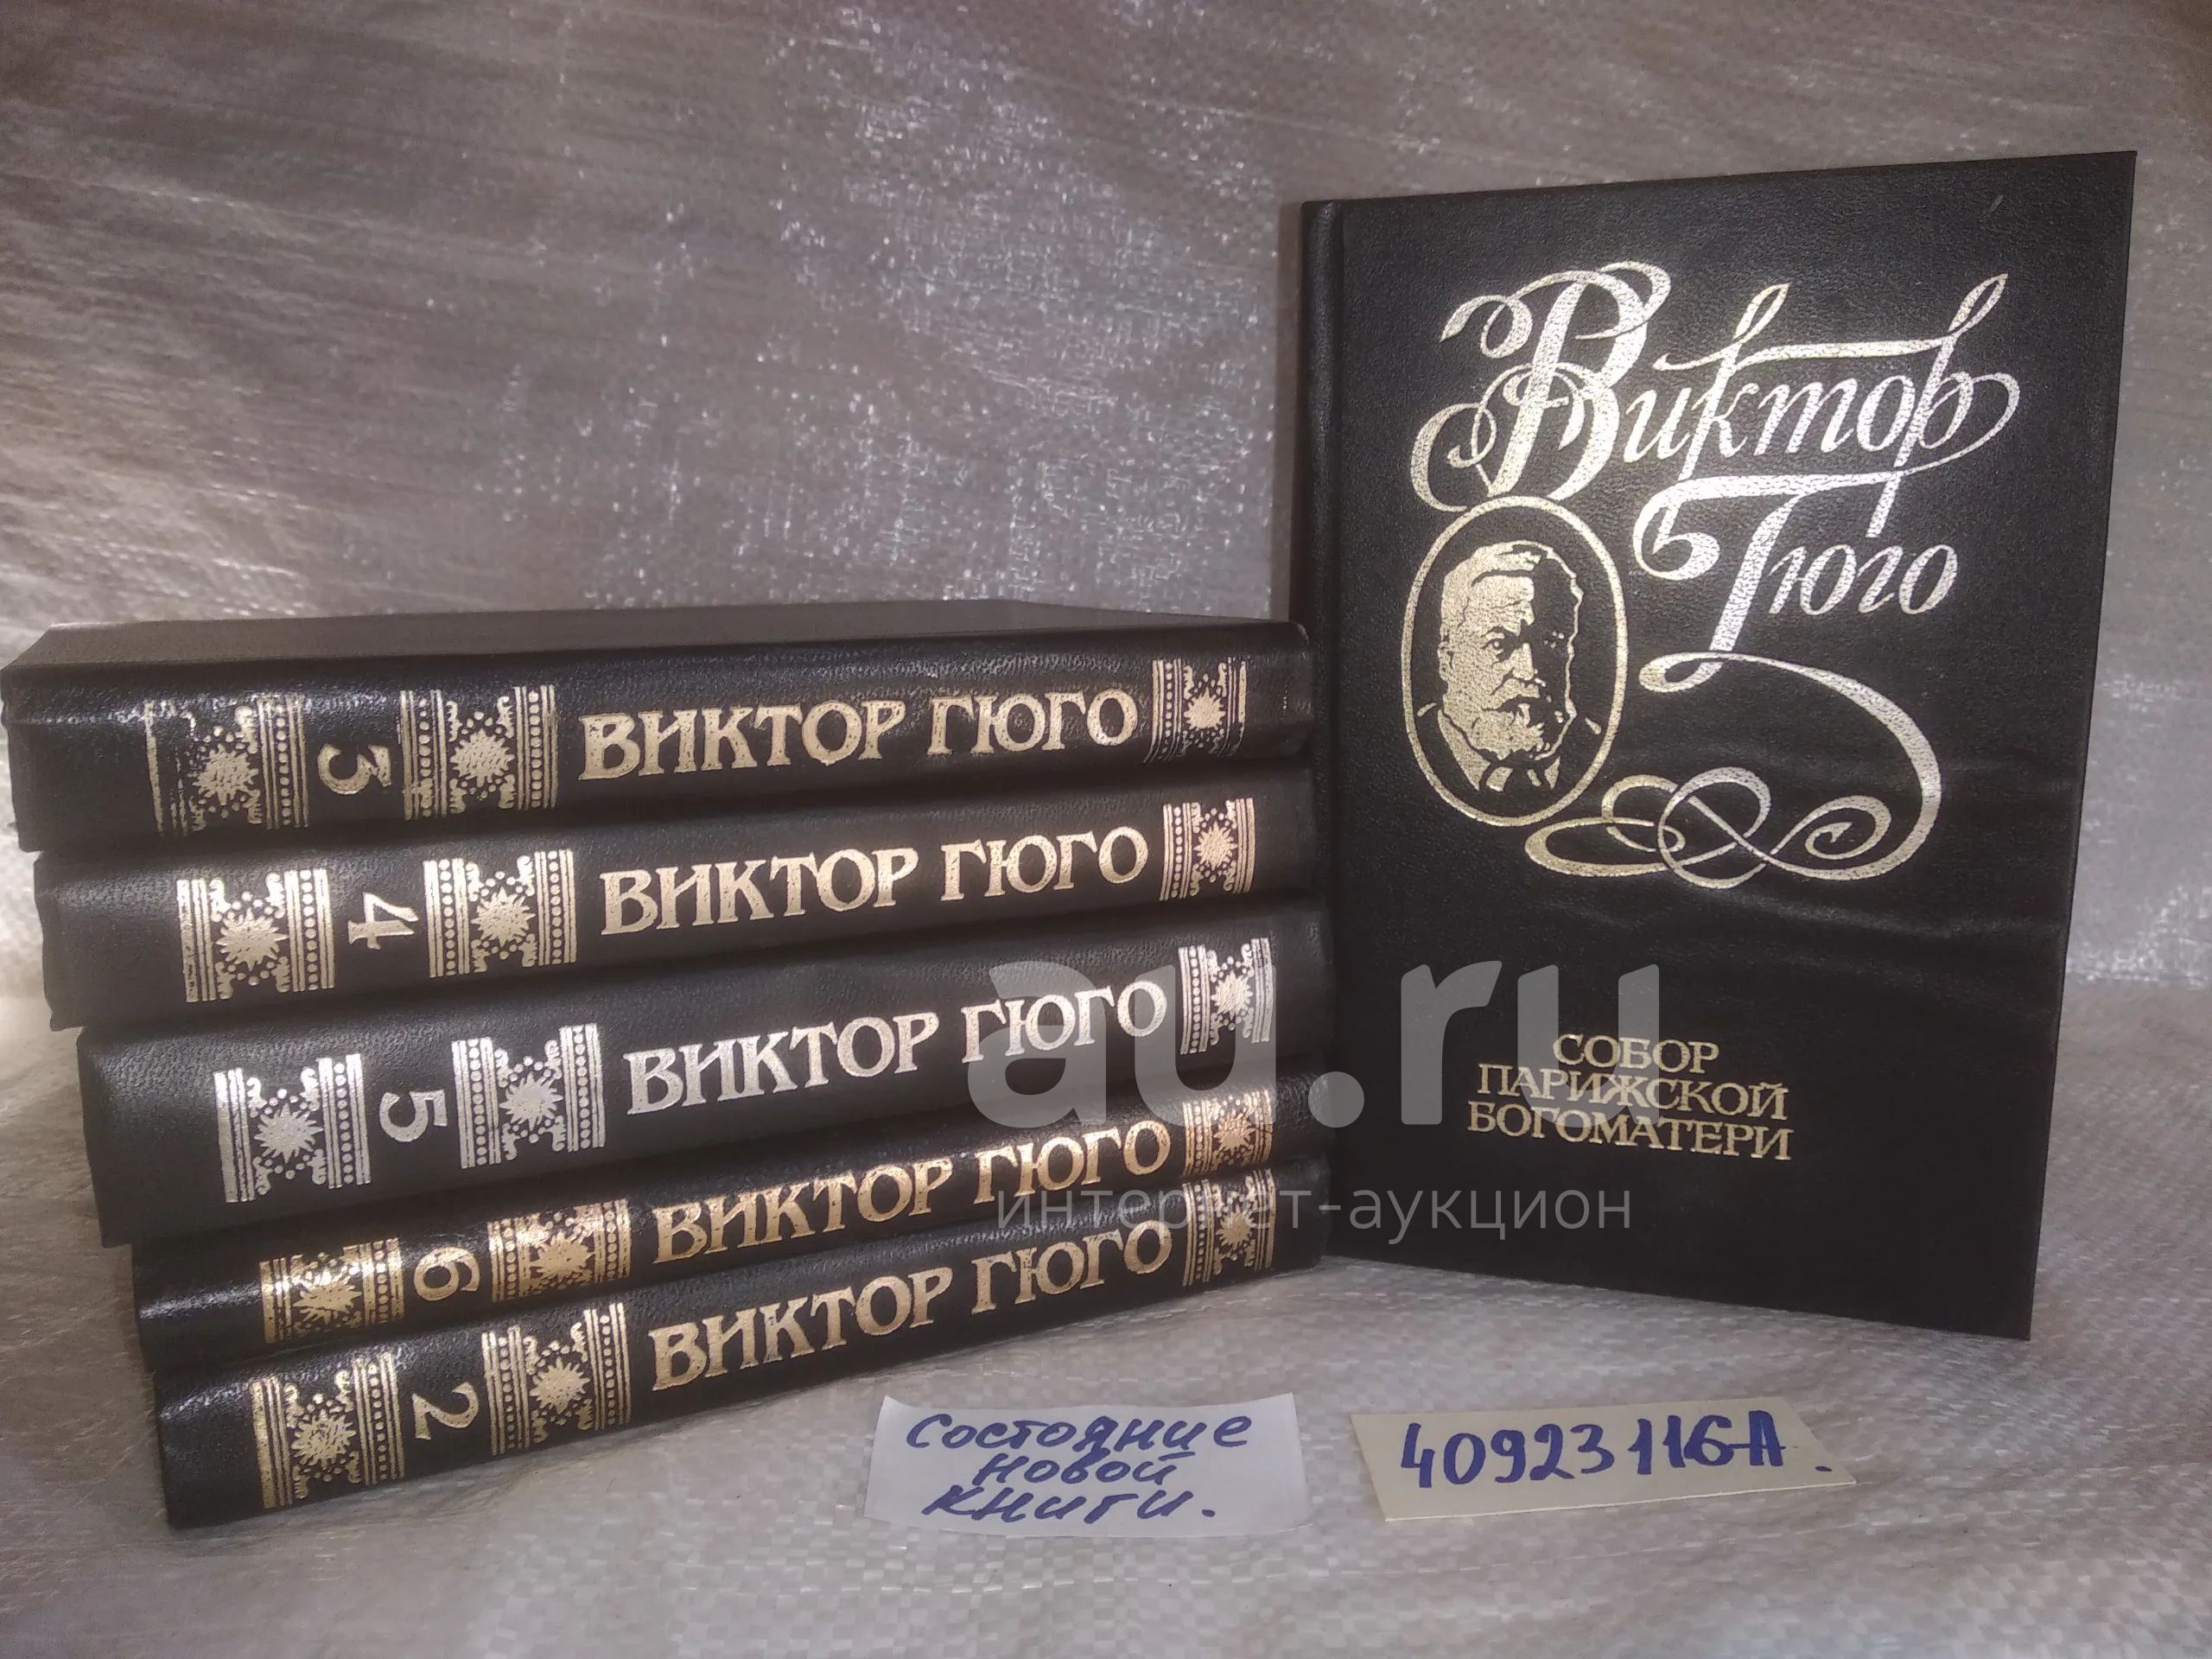 Виктор
Гюго
СОБОР
ПАРИЖСКОЙ
БОГОМАТЕРИ
3 ВИКТОР ГЮГО
4 ВИКТОР ГЮГО
5 ВИКТОР ГЮГО
6 ВИКТОР ГЮГО
2 ВИКТОР ГЮГО
au.ru
интернет-аукцион
Состояние
новой
книги.
40923116А.